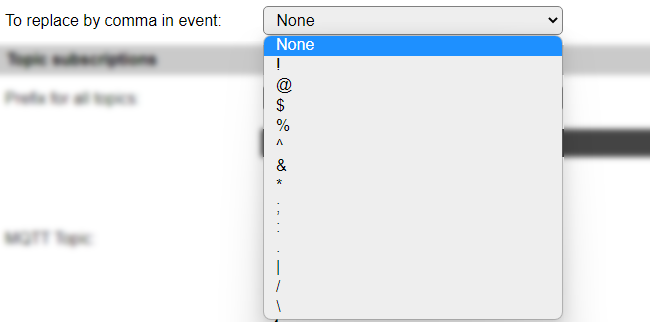 To replace by comma in event: None
None
!
@
$
%
^
&
*
;
:
.
|
/
\
Topic subscriptions
Prefix for all topics:
MQTT Topic: